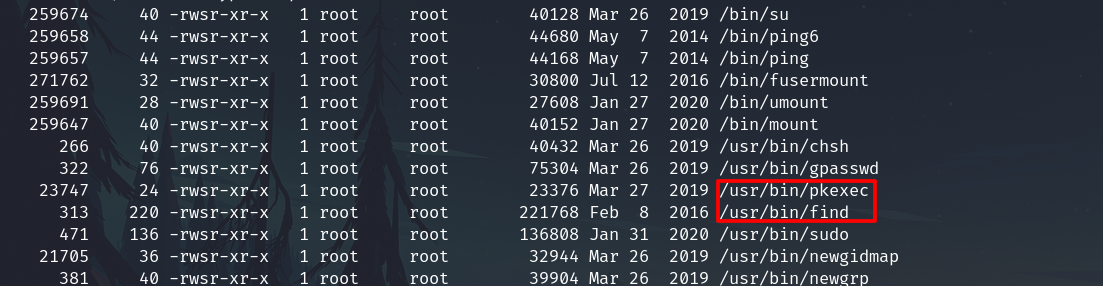 259674 40 -rwsr-xr-x 1 root root 40128 Mar 26 2019 /bin/su
259658 44 -rwsr-xr-x 1 root root 44680 May 7 2014 /bin/ping6
259657 44 -rwsr-xr-x 1 root root 44168 May 7 2014 /bin/ping
271762 32 -rwsr-xr-x 1 root root 30800 Jul 12 2016 /bin/fusermount
259691 28 -rwsr-xr-x 1 root root 27608 Jan 27 2020 /bin/umount
259647 40 -rwsr-xr-x 1 root root 40152 Jan 27 2020 /bin/mount
266 40 -rwsr-xr-x 1 root root 40432 Mar 26 2019 /usr/bin/chsh
322 76 -rwsr-xr-x 1 root root 75304 Mar 26 2019 /usr/bin/gpasswd
23747 24 -rwsr-xr-x 1 root root 23376 Mar 27 2019 /usr/bin/pkexec
313 220 -rwsr-xr-x 1 root root 221768 Feb 8 2016 /usr/bin/find
471 136 -rwsr-xr-x 1 root root 136808 Jan 31 2020 /usr/bin/sudo
21705 36 -rwsr-xr-x 1 root root 32944 Mar 26 2019 /usr/bin/newgidmap
381 40 -rwsr-xr-x 1 root root 39904 Mar 26 2019 /usr/bin/newgrp